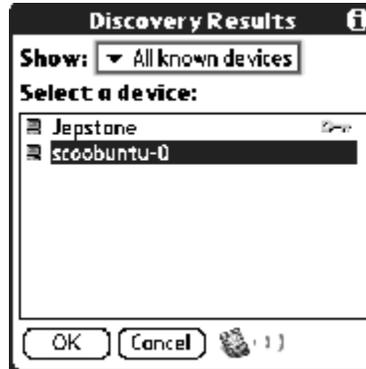 Discovery Results
Show: All known devices
Select a device:
Jepstone
scoobuntu-0
OK Cancel